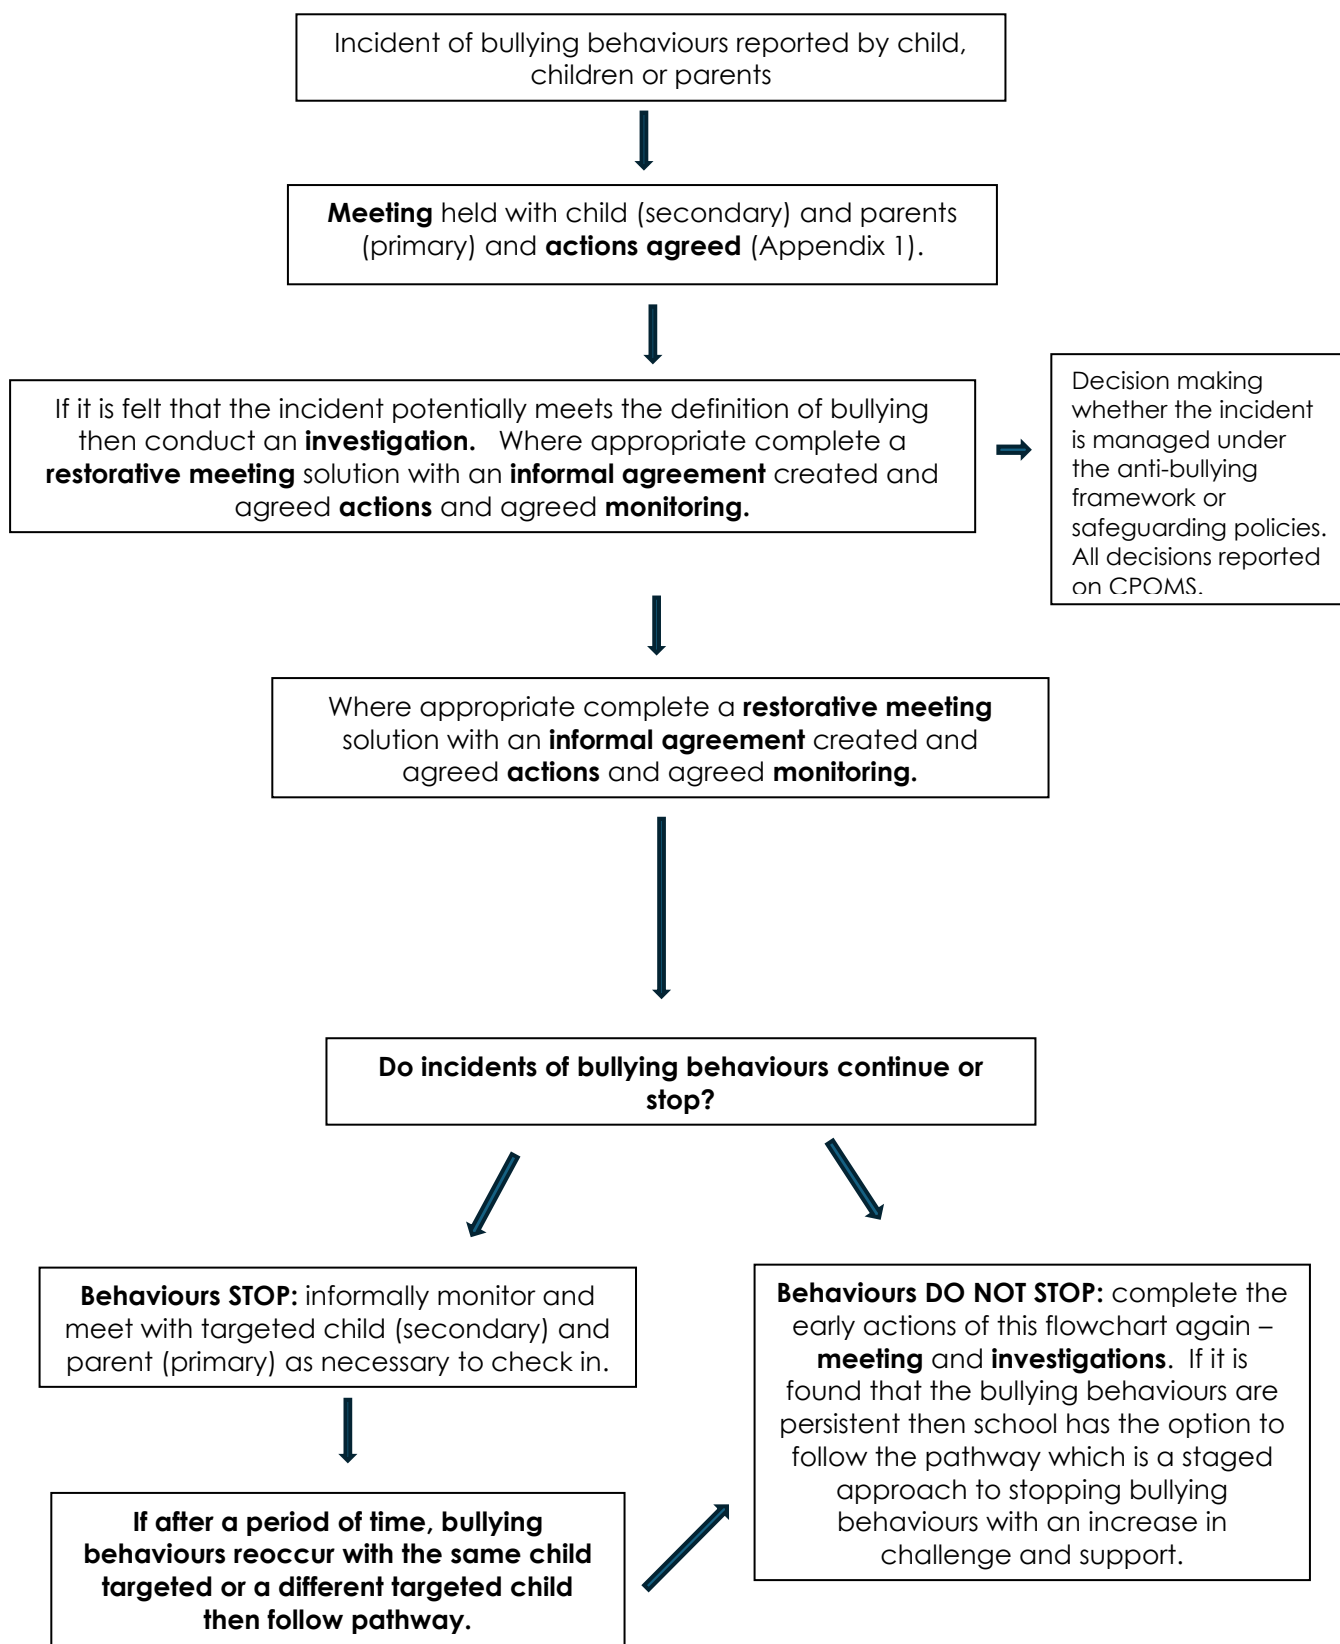 Incident of bullying behaviours reported by child,
children or parents
Meeting held with child (secondary) and parents
(primary) and actions agreed (Appendix 1).
If it is felt that the incident potentially meets the definition of bullying
then conduct an investigation. Where appropriate complete a
restorative meeting solution with an informal agreement created and
agreed actions and agreed monitoring.
Decision making
whether the incident
is managed under
the anti-bullying
framework or
safeguarding policies.
All decisions reported
on CPOMS.
Where appropriate complete a restorative meeting
solution with an informal agreement created and
agreed actions and agreed monitoring.
Do incidents of bullying behaviours continue or
stop?
Behaviours STOP: informally monitor and
meet with targeted child (secondary) and
parent (primary) as necessary to check in.
Behaviours DO NOT STOP: complete the
early actions of this flowchart again –
meeting and investigations. If it is
found that the bullying behaviours are
persistent then school has the option to
follow the pathway which is a staged
approach to stopping bullying
behaviours with an increase in
challenge and support.
If after a period of time, bullying
behaviours reoccur with the same child
targeted or a different targeted child
then follow pathway.